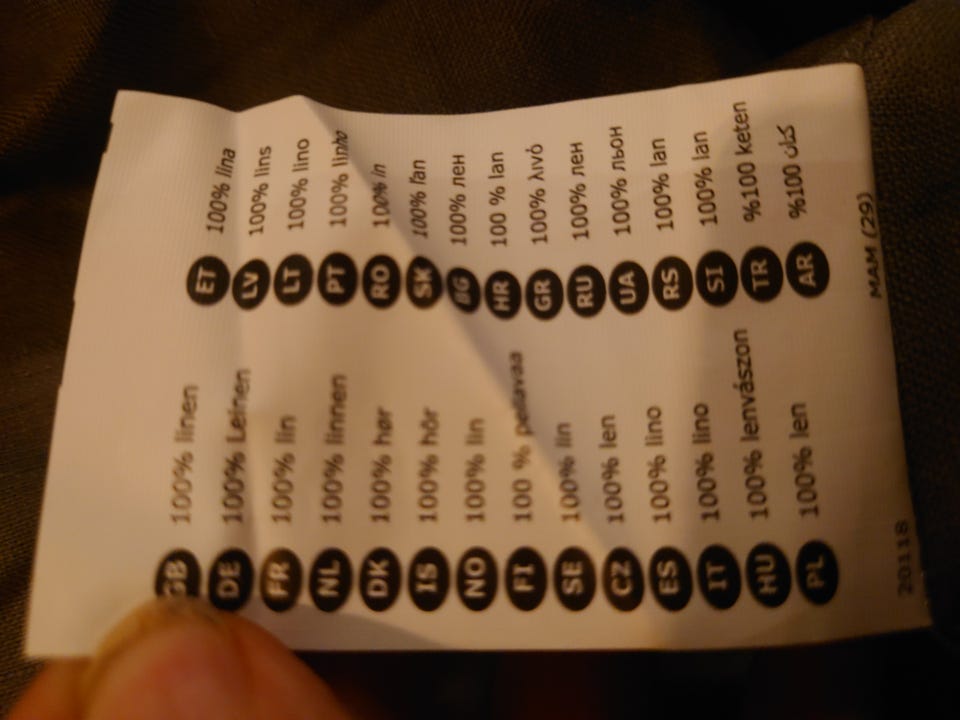 GB 100% linen
DE 100% Leinen
FR 100% lin
NL 100% linnen
DK 100% hør
IS 100% hör
NO 100% lin
FI 100 % pellavaa
SE 100% lin
CZ 100% len
ES 100% lino
IT 100% lino
HU 100% lenvászon
PL 100% len
20118
ET 100% lina
LV 100% lins
LT 100% lino
PT 100% linho
RO 100% in
SK 100% ľan
BG 100% лен
HR 100 % lan
GR 100% λινό
RU 100% лен
UA 100% льон
RS 100% lan
SI 100% lan
TR %100 keten
AR %100 كتان
MAM (29)